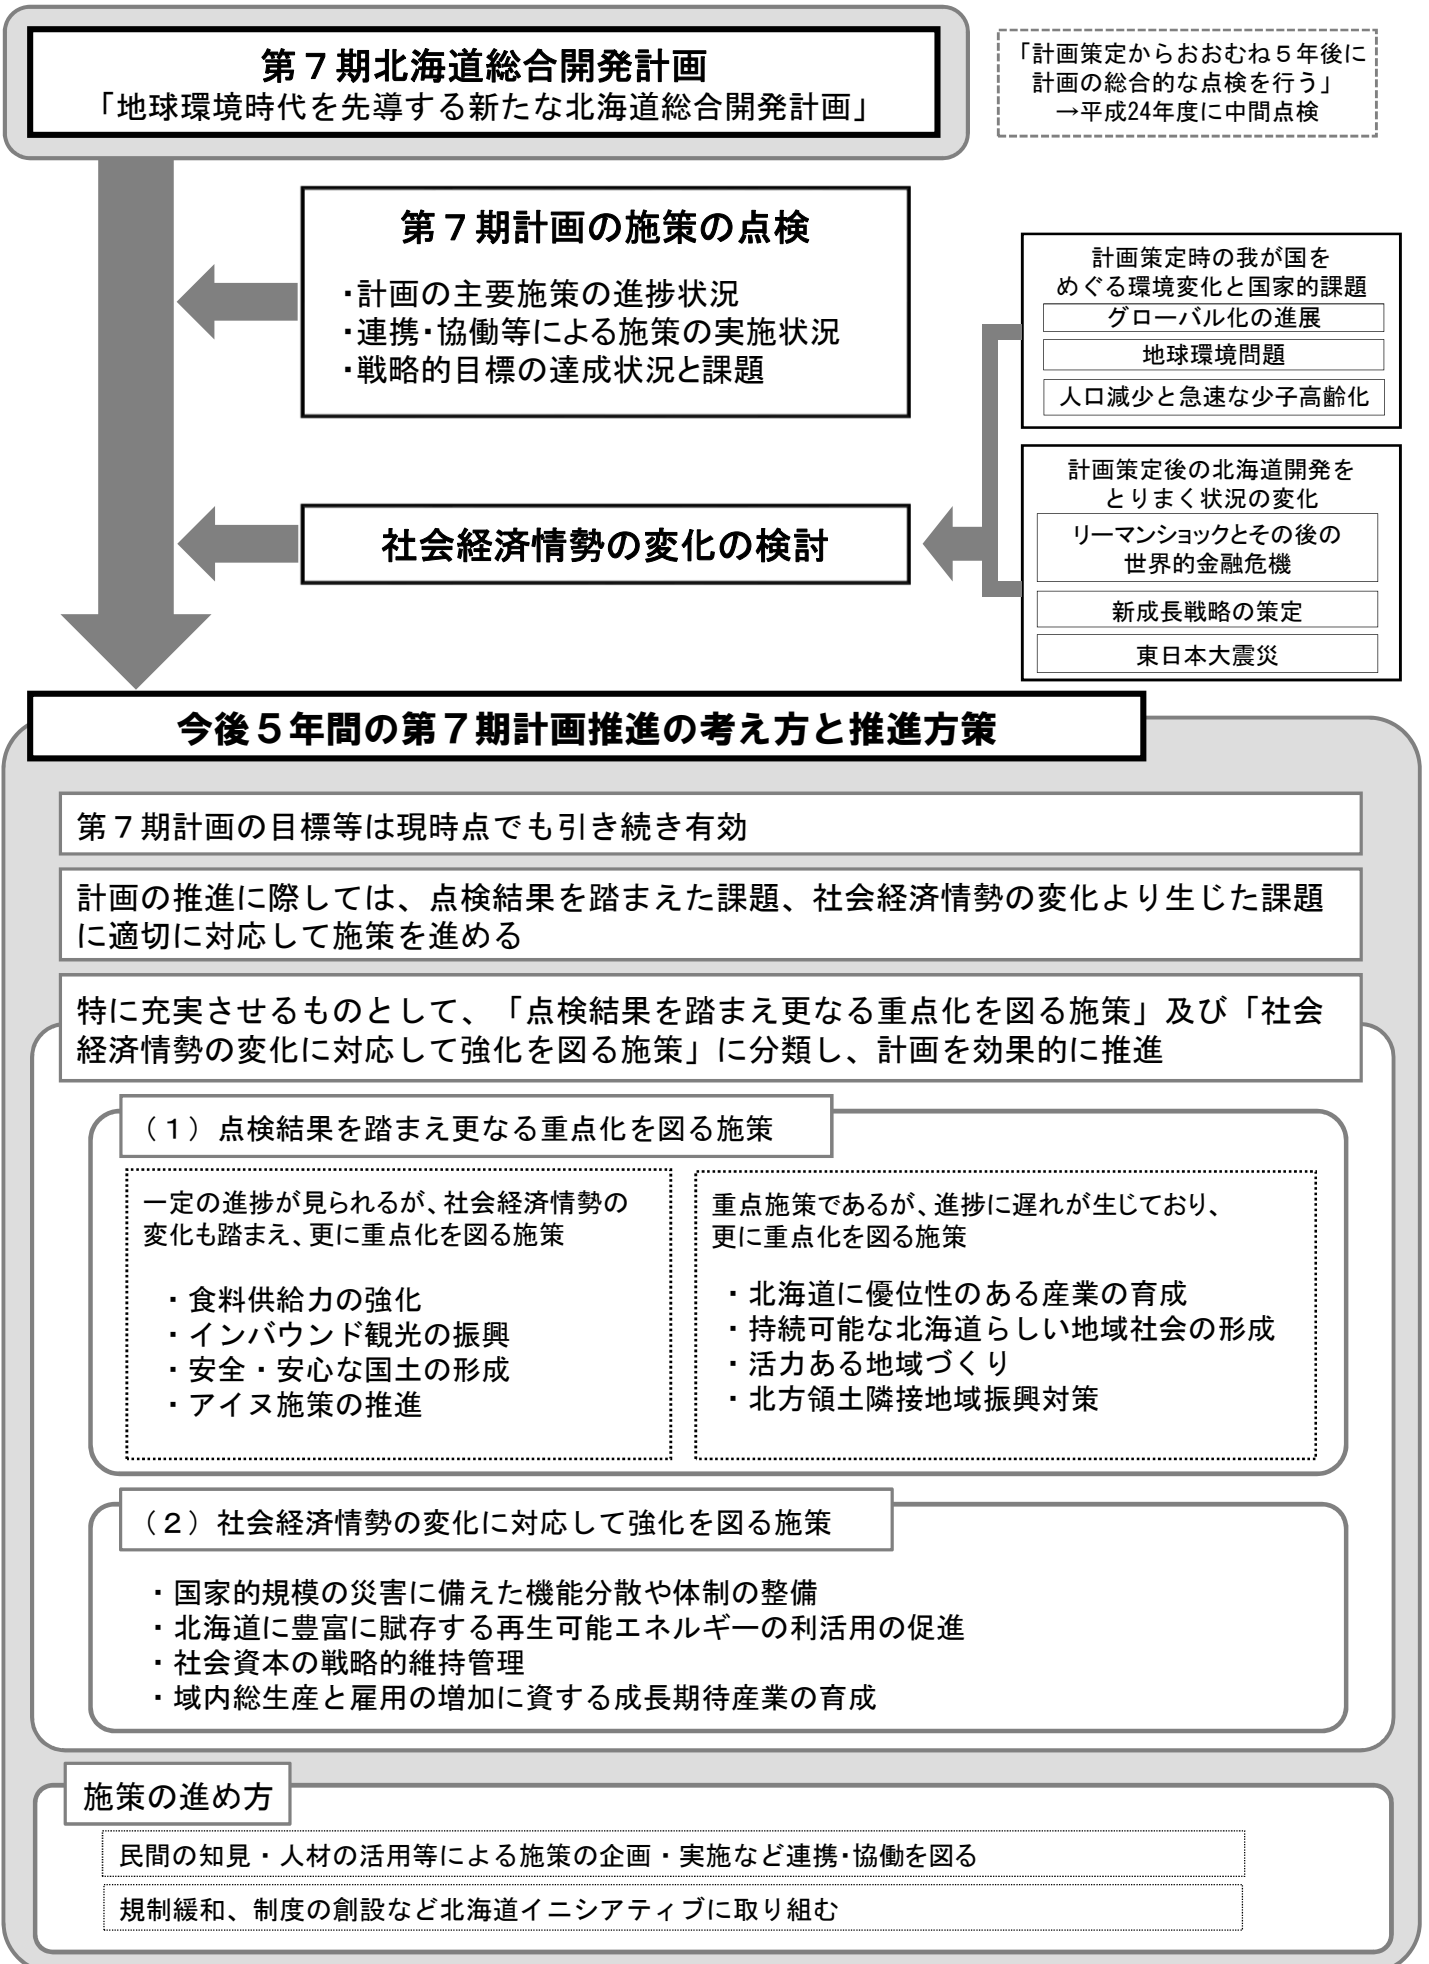 第７期北海道総合開発計画
「地球環境時代を先導する新たな北海道総合開発計画」
「計画策定からおおむね５年後に
計画の総合的な点検を行う」
→平成24年度に中間点検
第７期計画の施策の点検
・計画の主要施策の進捗状況
・連携・協働等による施策の実施状況
・戦略的目標の達成状況と課題
計画策定時の我が国を
めぐる環境変化と国家的課題
グローバル化の進展
地球環境問題
人口減少と急速な少子高齢化
社会経済情勢の変化の検討
計画策定後の北海道開発を
とりまく状況の変化
リーマンショックとその後の
世界的金融危機
新成長戦略の策定
東日本大震災
今後５年間の第７期計画推進の考え方と推進方策
第７期計画の目標等は現時点でも引き続き有効
計画の推進に際しては、点検結果を踏まえた課題、社会経済情勢の変化より生じた課題
に適切に対応して施策を進める
特に充実させるものとして、「点検結果を踏まえ更なる重点化を図る施策」及び「社会
経済情勢の変化に対応して強化を図る施策」に分類し、計画を効果的に推進
（１）点検結果を踏まえ更なる重点化を図る施策
一定の進捗が見られるが、社会経済情勢の
変化も踏まえ、更に重点化を図る施策
・食料供給力の強化
・インバウンド観光の振興
・安全・安心な国土の形成
・アイヌ施策の推進
重点施策であるが、進捗に遅れが生じており、
更に重点化を図る施策
・北海道に優位性のある産業の育成
・持続可能な北海道らしい地域社会の形成
・活力ある地域づくり
・北方領土隣接地域振興対策
（２）社会経済情勢の変化に対応して強化を図る施策
・国家的規模の災害に備えた機能分散や体制の整備
・北海道に豊富に賦存する再生可能エネルギーの利活用の促進
・社会資本の戦略的維持管理
・域内総生産と雇用の増加に資する成長期待産業の育成
施策の進め方
民間の知見・人材の活用等による施策の企画・実施など連携・協働を図る
規制緩和、制度の創設など北海道イニシアティブに取り組む